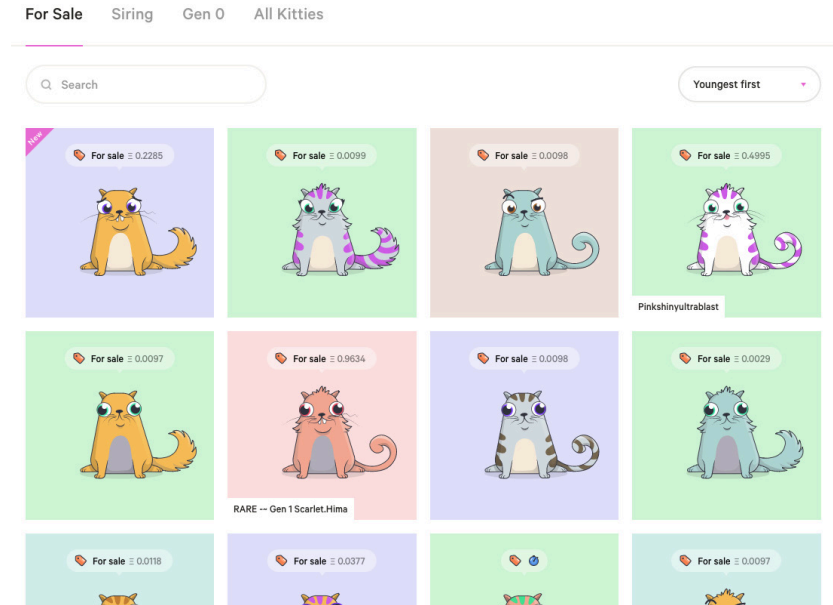 For Sale Siring Gen 0 All Kitties
Search Youngest first
New
For sale Ξ 0.2285 For sale Ξ 0.0099 For sale Ξ 0.0098 For sale Ξ 0.4995
Pinkshinyultrablast
For sale Ξ 0.0097 For sale Ξ 0.9634 For sale Ξ 0.0098 For sale Ξ 0.0029
RARE -- Gen 1 Scarlet.Hima
For sale Ξ 0.0118 For sale Ξ 0.0377 For sale Ξ 0.0097